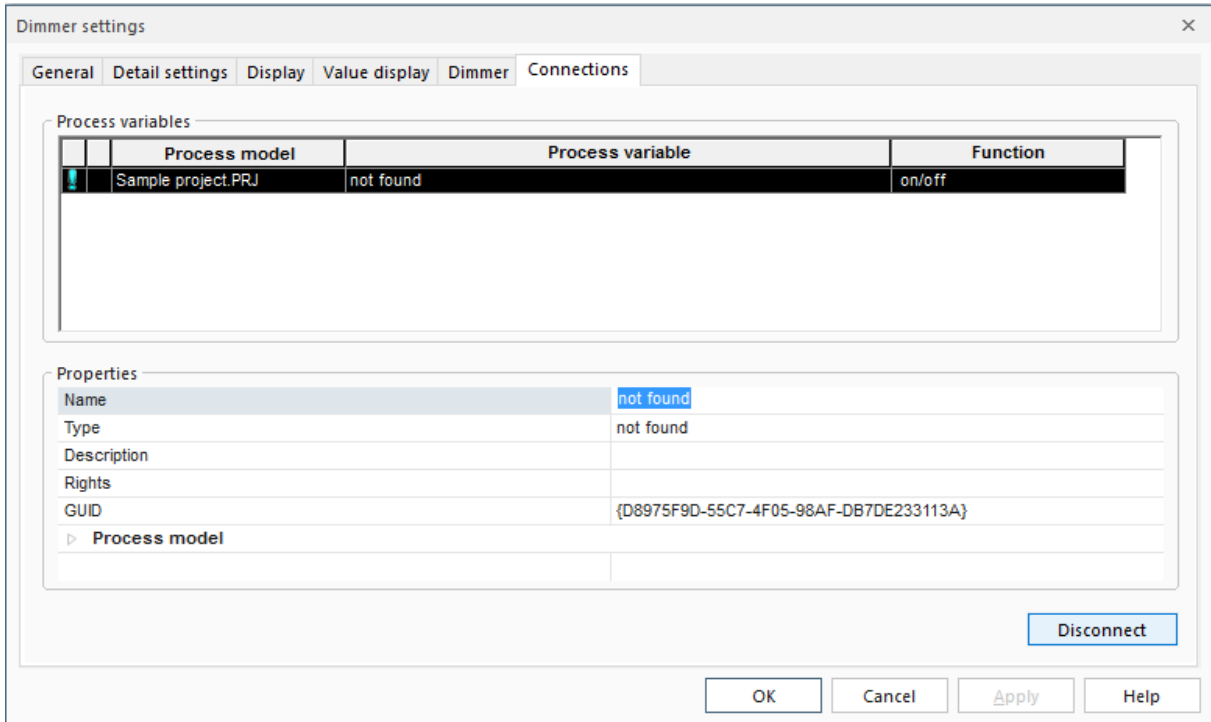 Dimmer settings
General Detail settings Display Value display Dimmer Connections
Process variables
Process model Process variable Function
Sample project.PRJ not found on/off
Properties
Name not found
Type not found
Description
Rights
GUID {D8975F9D-55C7-4F05-98AF-DB7DE233113A}
Process model
Disconnect
OK Cancel Apply Help